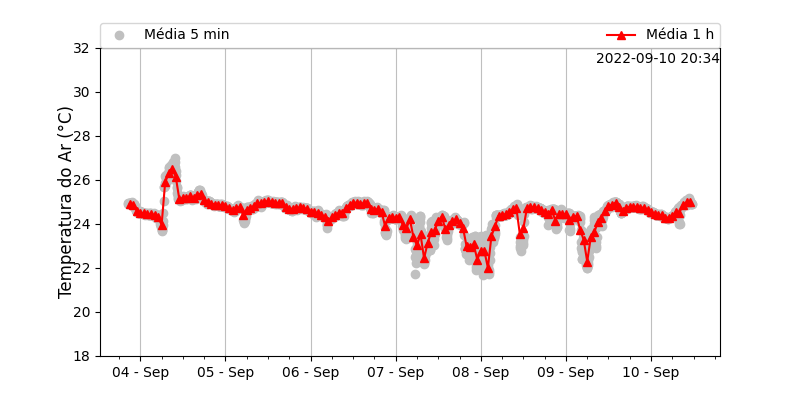 Média 5 min
Média 1 h
2022-09-10 20:34
Temperatura do Ar (°C)
32
30
28
26
24
22
20
18
04 - Sep
05 - Sep
06 - Sep
07 - Sep
08 - Sep
09 - Sep
10 - Sep